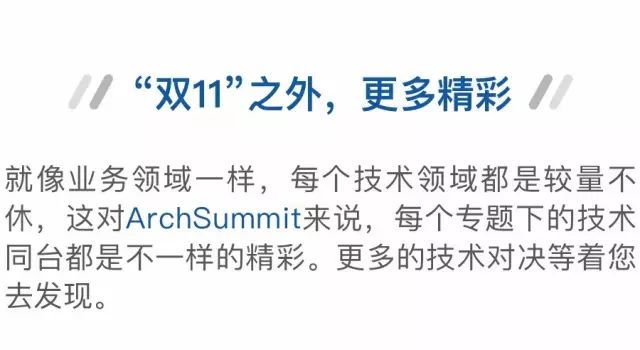 “双11”之外，更多精彩
就像业务领域一样，每个技术领域都是较量不
休，这对ArchSummit来说，每个专题下的技术
同台都是不一样的精彩。更多的技术对决等着您
去发现。